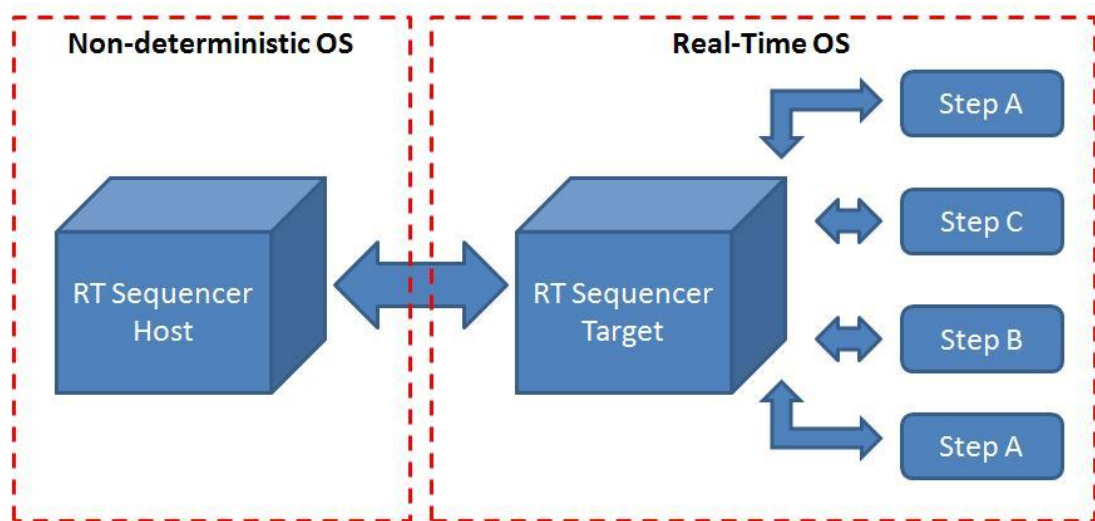 Non-deterministic OS
Real-Time OS
RT Sequencer
Host
RT Sequencer
Target
Step A
Step C
Step B
Step A